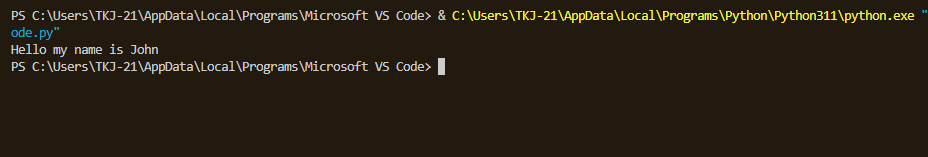 PS C:\Users\TKJ-21\AppData\Local\Programs\Microsoft VS Code> & C:\Users\TKJ-21\AppData\Local\Programs\Python\Python311\python.exe "
ode.py"
Hello my name is John
PS C:\Users\TKJ-21\AppData\Local\Programs\Microsoft VS Code>